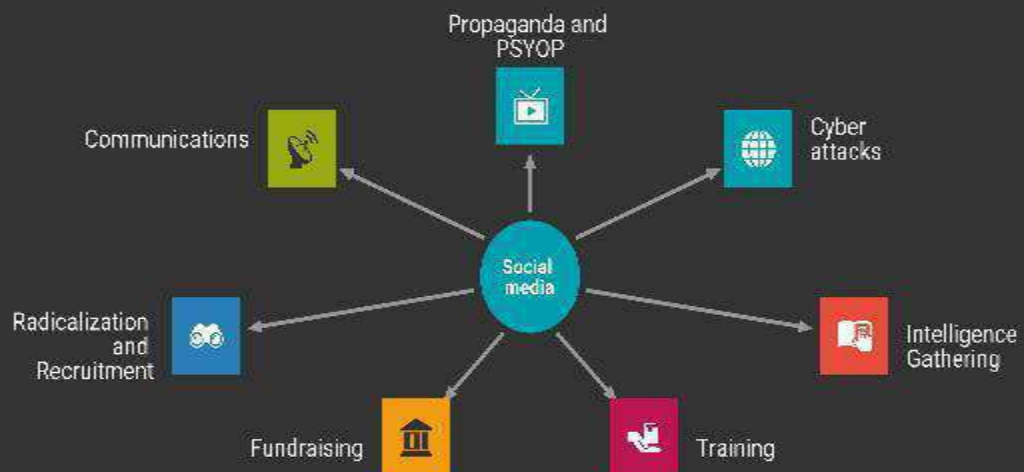 Propaganda and
PSYOP
Communications
Cyber
attacks
Social
media
Radicalization
and
Recruitment
Intelligence
Gathering
Fundraising
Training